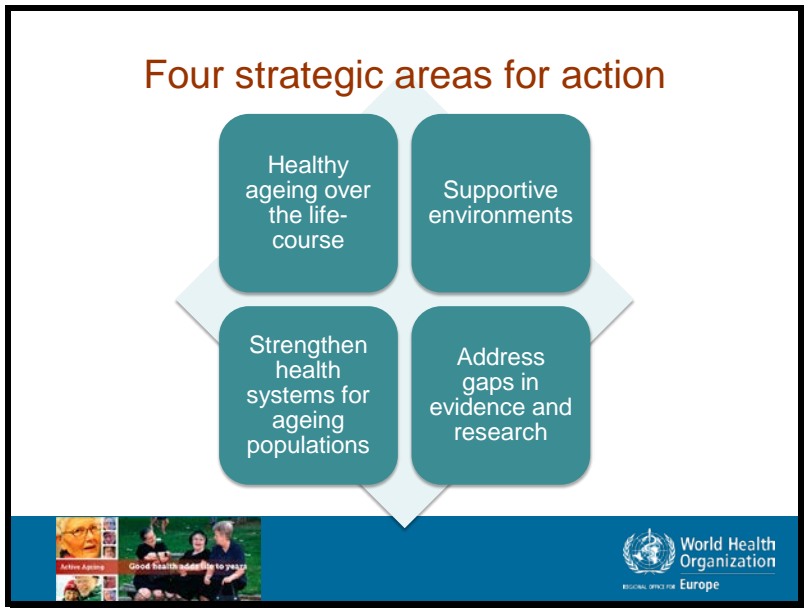 Four strategic areas for action
Healthy
ageing over
the life-
course
Supportive
environments
Strengthen
health
systems for
ageing
populations
Address
gaps in
evidence and
research
Active Ageing
Good health adds life to years
World Health
Organization
REGIONAL OFFICE FOR Europe